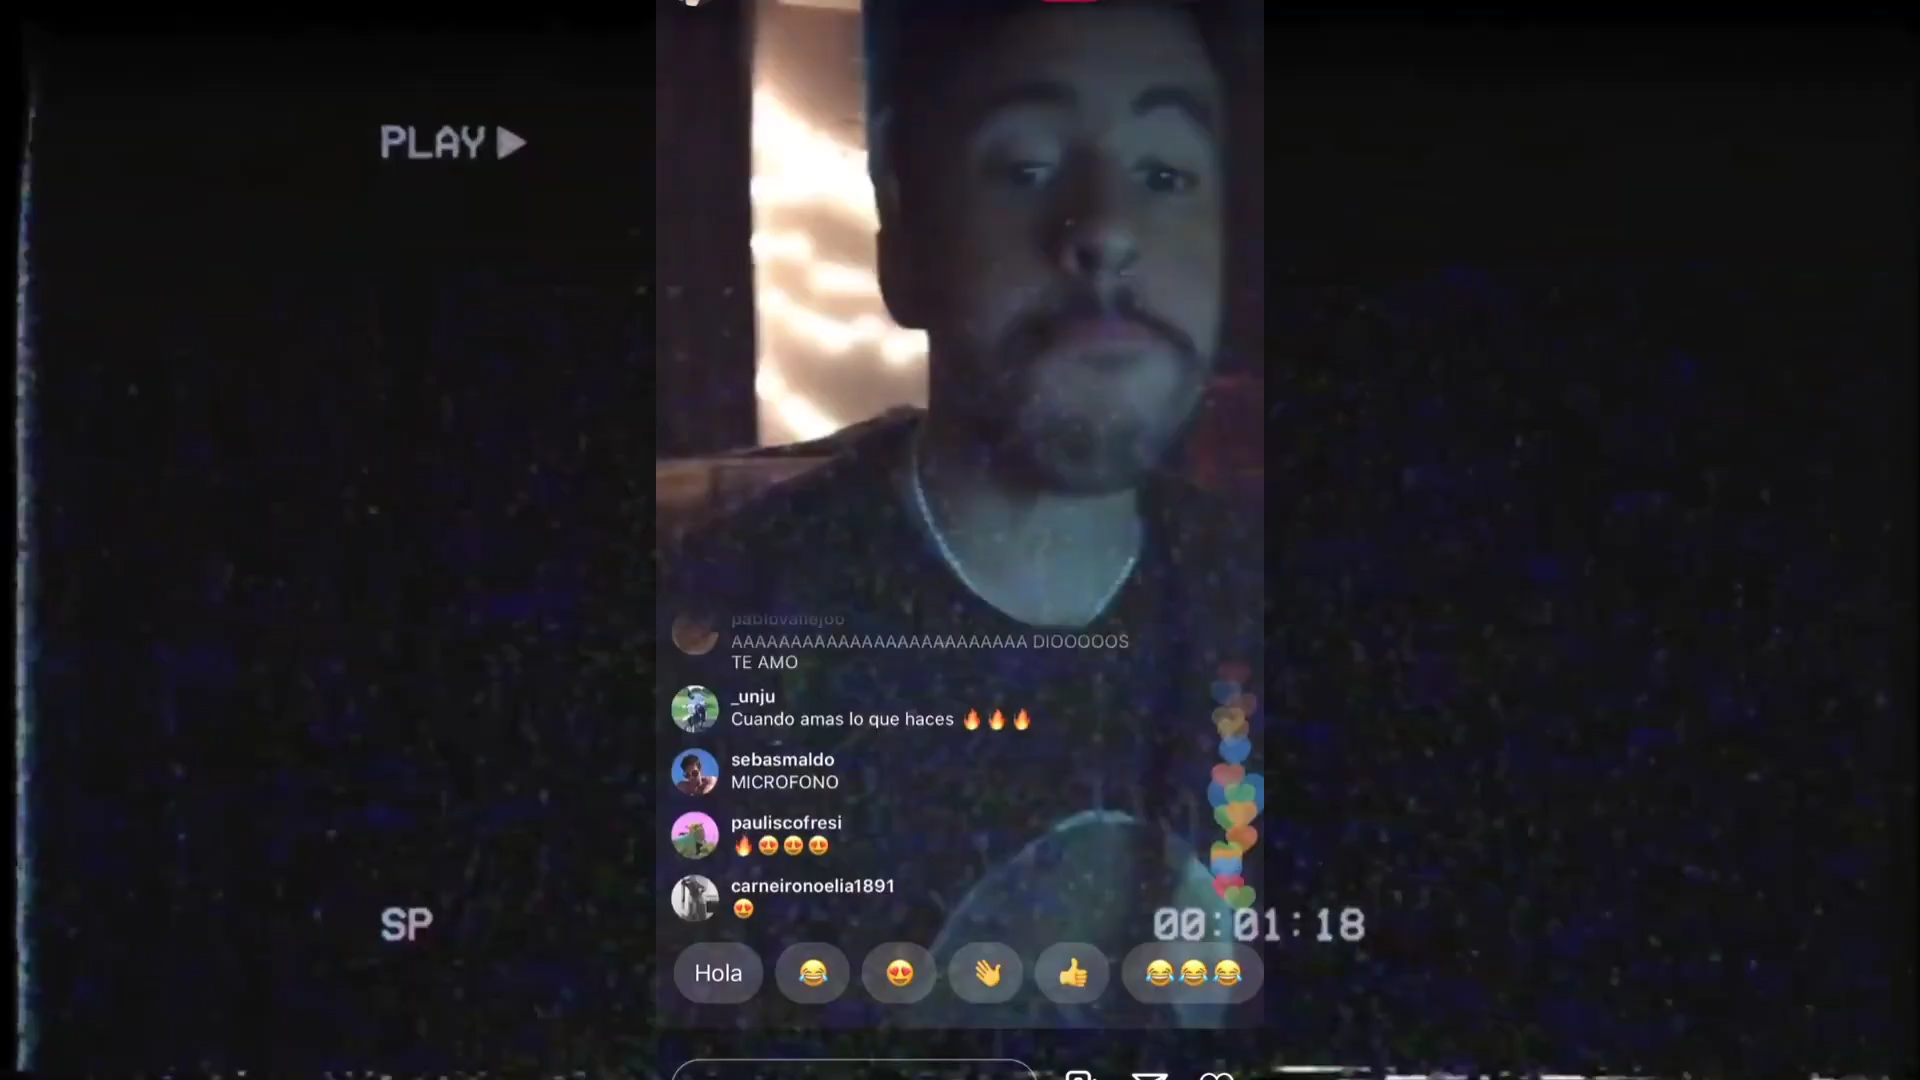 PLAY
pablovallejoo
AAAAAAAAAAAAAAAAAAAAAAAAA DIOOOOOS
TE AMO
_unju
Cuando amas lo que haces 🔥🔥🔥
sebasmaldo
MICROFONO
pauliscofresi
🔥😍😍😍
carneironoelia1891
😍
SP
00:01:18
Hola 😂 😍 👋 👍 😂😂😂